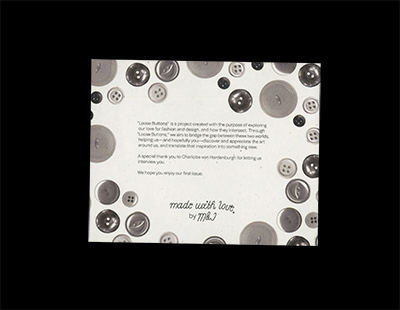 "Loose Buttons" is a project created with the purpose of exploring
our love for fashion and design, and how they intersect. Through
"Loose Buttons," we aim to bridge the gap between these two worlds,
helping us—and hopefully you—discover and appreciate the art
around us, and translate that inspiration into something new.
A special thank you to Charlotte von Hardenburgh for letting us
interview you.
We hope you enjoy our first issue.
made with love,
by M&J